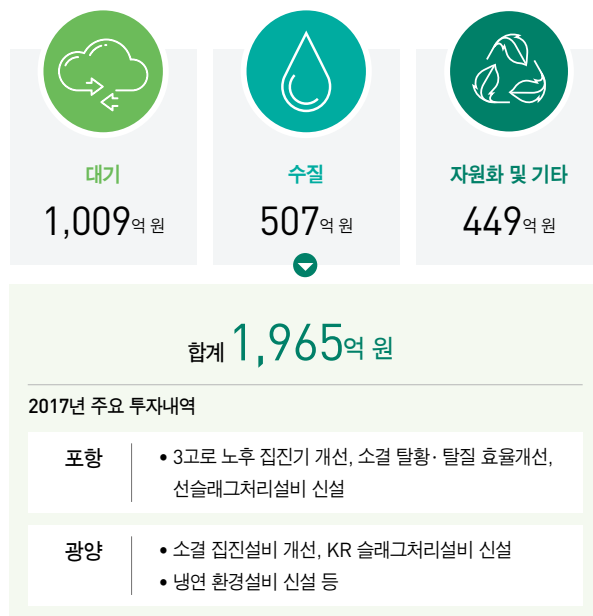 대기
1,009억 원
수질
507억 원
자원화 및 기타
449억 원
합계 1,965억 원
2017년 주요 투자내역
포항
• 3고로 노후 집진기 개선, 소결 탈황· 탈질 효율개선,
선슬래그처리설비 신설
광양
• 소결 집진설비 개선, KR 슬래그처리설비 신설
• 냉연 환경설비 신설 등